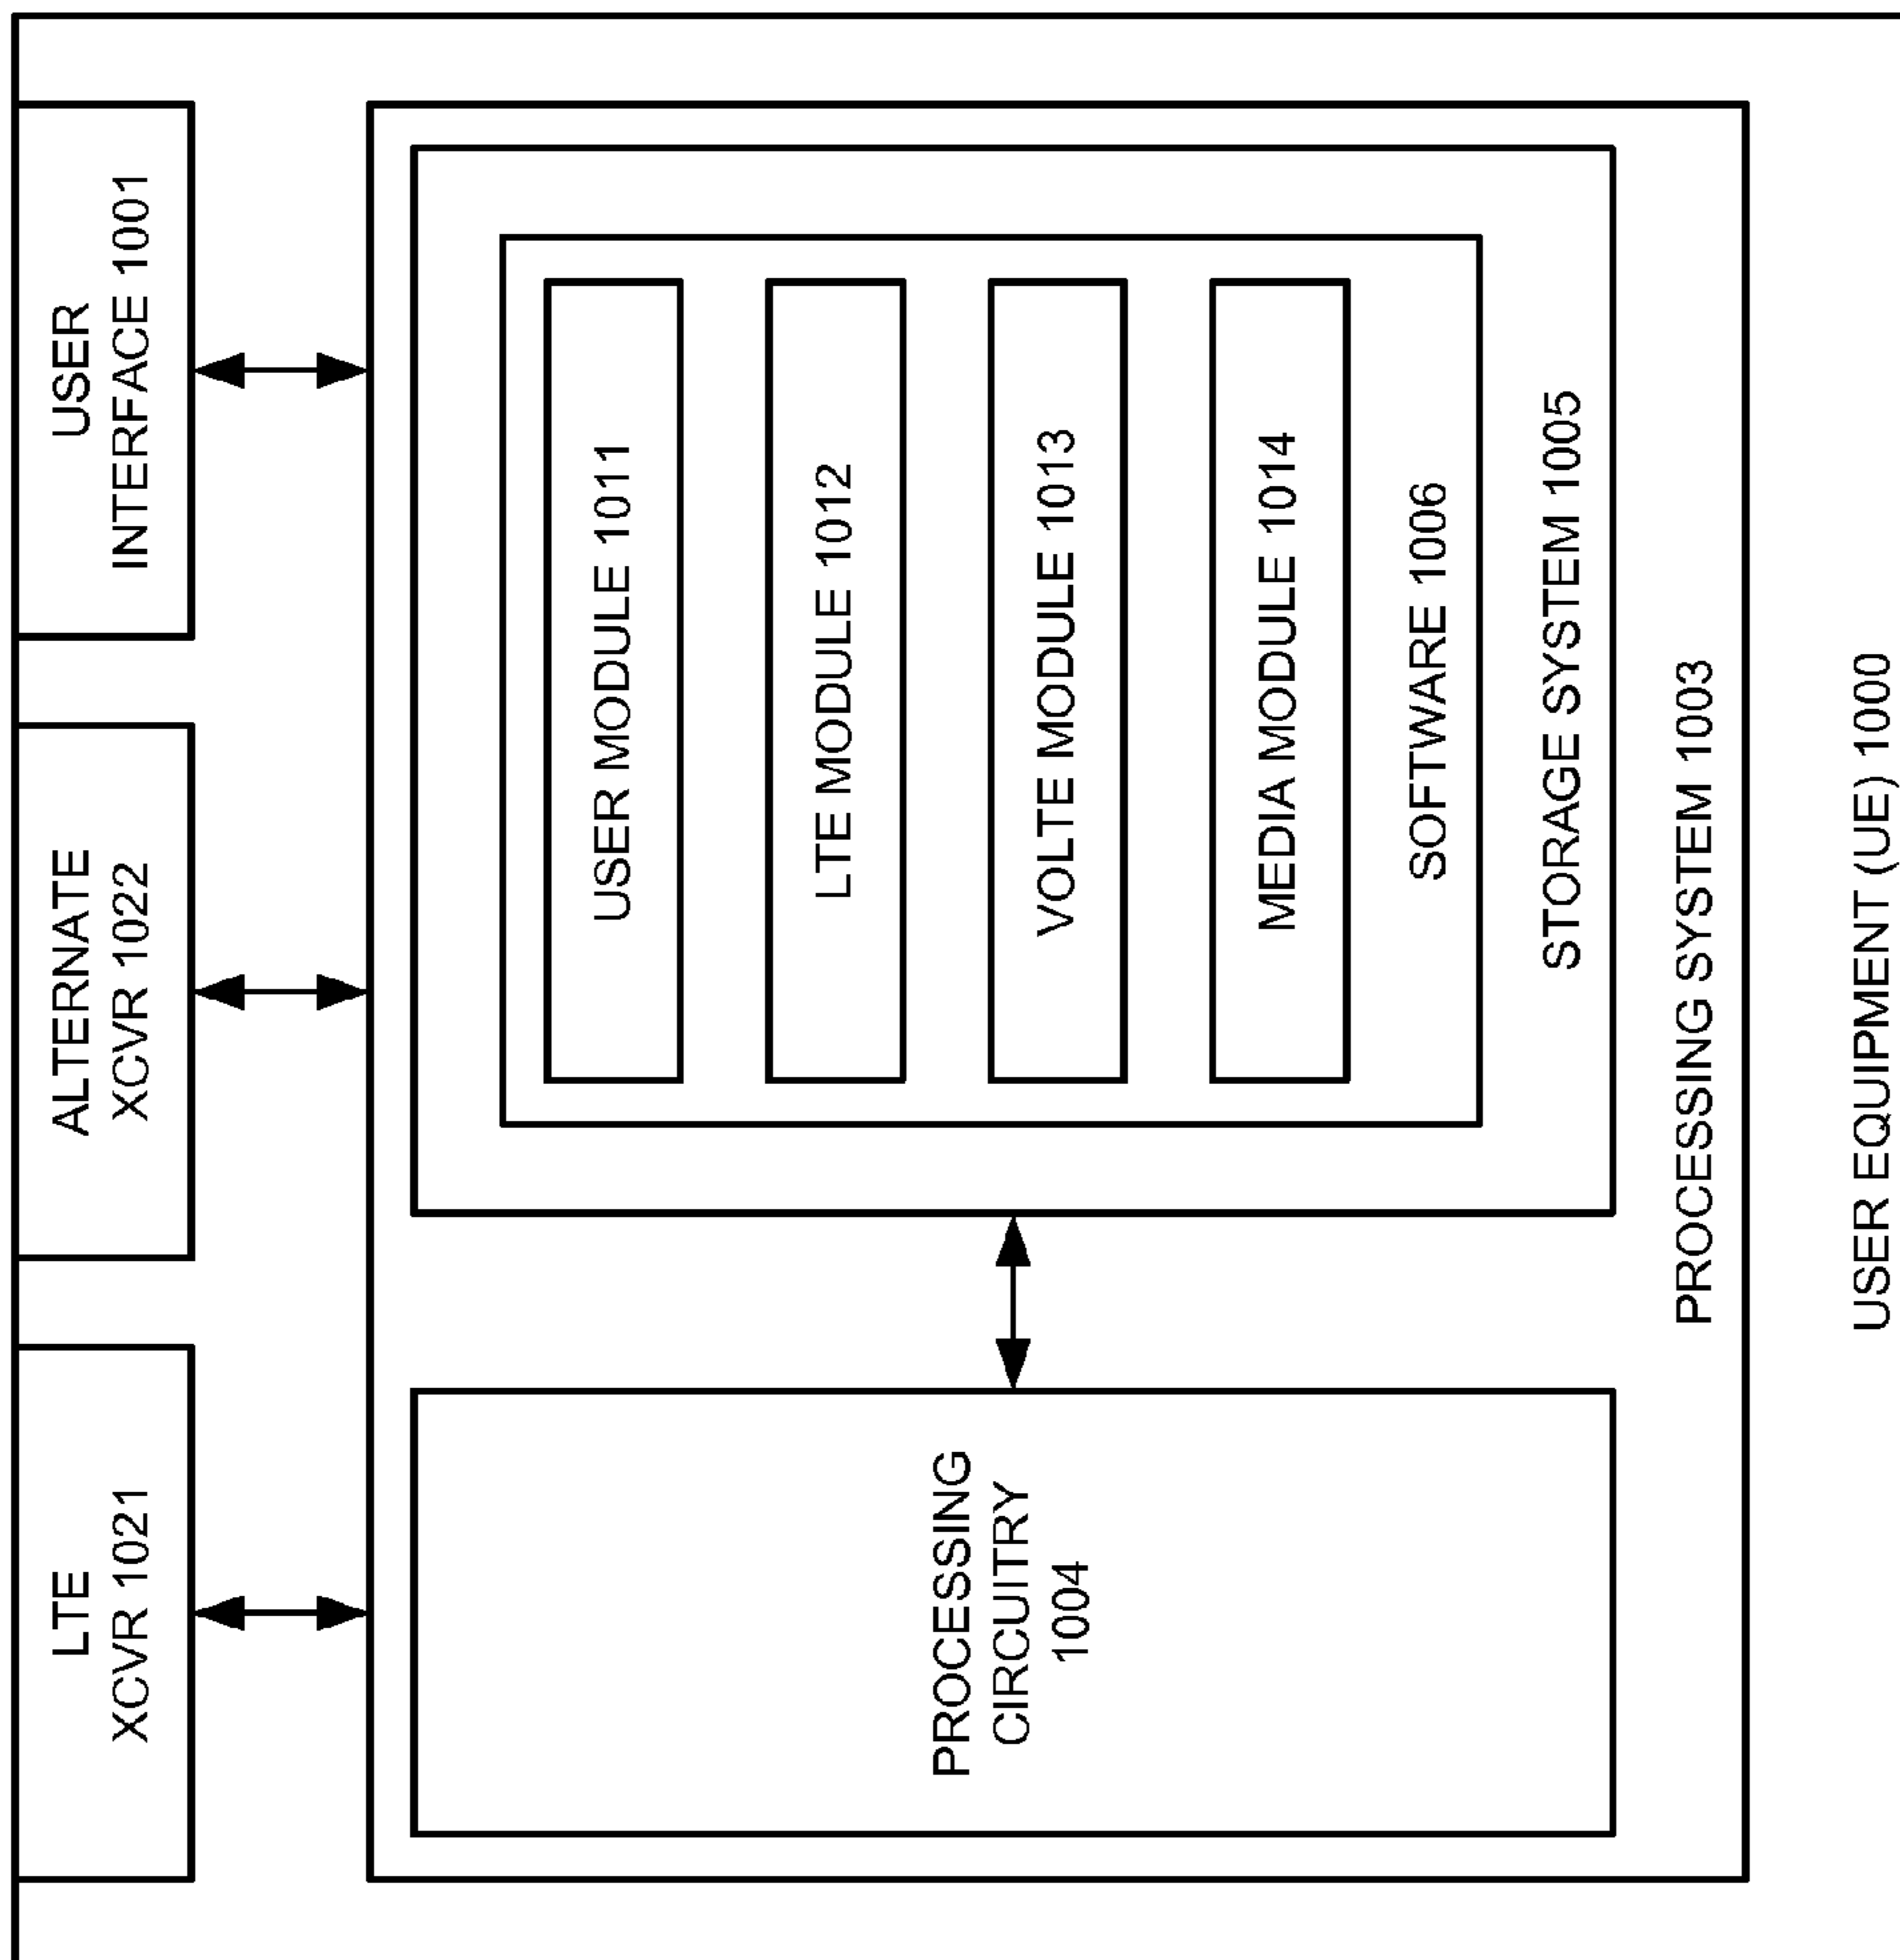 LTE
XCVR 1021
ALTERNATE
XCVR 1022
USER
INTERFACE 1001
PROCESSING
CIRCUITRY
1004
USER MODULE 1011
LTE MODULE 1012
VOLTE MODULE 1013
MEDIA MODULE 1014
SOFTWARE 1006
STORAGE SYSTEM 1005
PROCESSING SYSTEM 1003
USER EQUIPMENT (UE) 1000